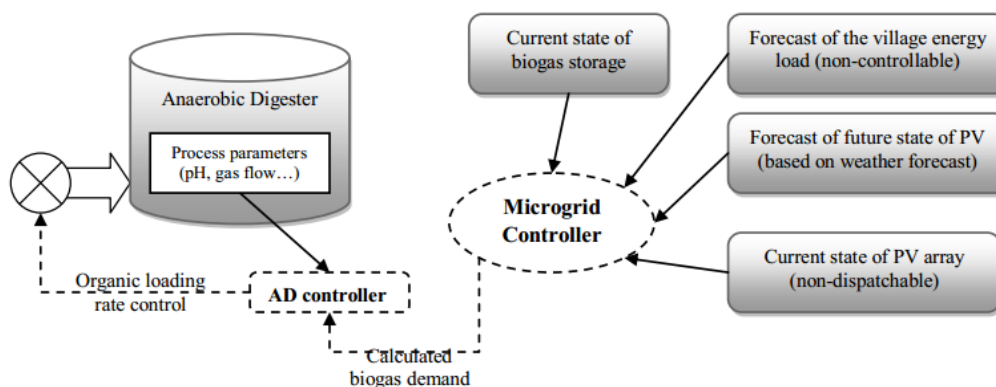 Current state of
biogas storage
Forecast of the village energy
load (non-controllable)
Anaerobic Digester
Process parameters
(pH, gas flow…)
Forecast of future state of PV
(based on weather forecast)
Microgrid
Controller
Current state of PV array
(non-dispatchable)
Organic loading
rate control
AD controller
Calculated
biogas demand